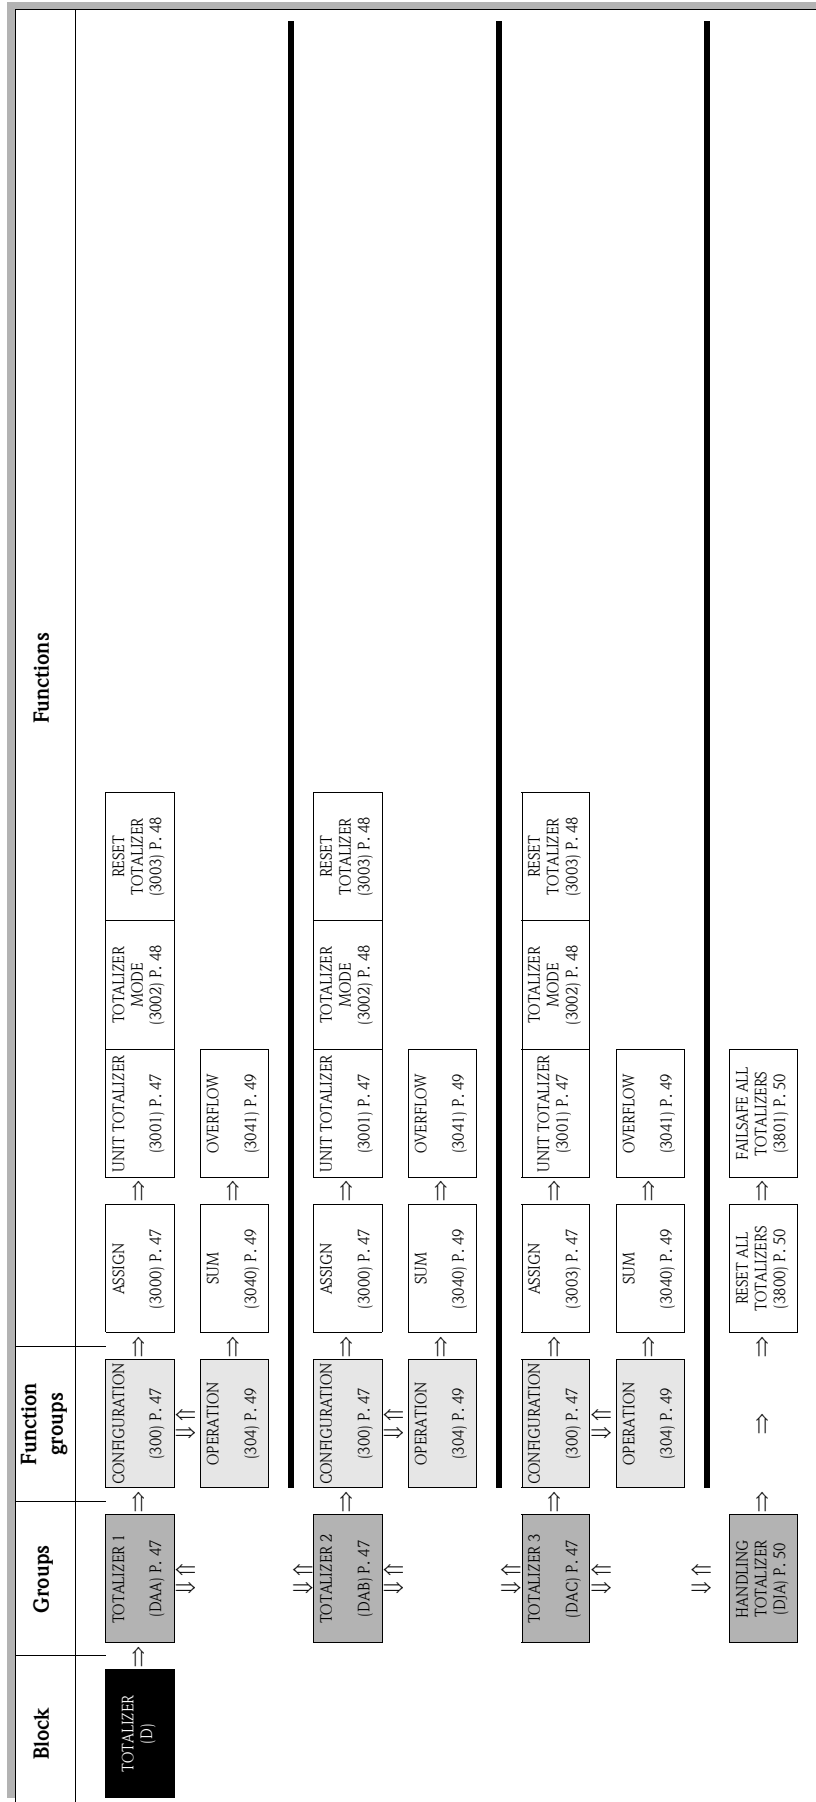 Block
Groups
Function
groups
Functions
TOTALIZER
(D)
⇒
TOTALIZER 1
(DAA) P. 47
⇒
CONFIGURATION
(300) P. 47
⇒
ASSIGN
(3000) P. 47
⇒
UNIT TOTALIZER
(3001) P. 47
TOTALIZER
MODE
(3002) P. 48
RESET
TOTALIZER
(3003) P. 48
⇓⇑
⇓⇑
OPERATION
(304) P. 49
⇒
SUM
(3040) P. 49
⇒
OVERFLOW
(3041) P. 49
⇓⇑
TOTALIZER 2
(DAB) P. 47
⇒
CONFIGURATION
(300) P. 47
⇒
ASSIGN
(3000) P. 47
⇒
UNIT TOTALIZER
(3001) P. 47
TOTALIZER
MODE
(3002) P. 48
RESET
TOTALIZER
(3003) P. 48
⇓⇑
⇓⇑
OPERATION
(304) P. 49
⇒
SUM
(3040) P. 49
⇒
OVERFLOW
(3041) P. 49
⇓⇑
TOTALIZER 3
(DAC) P. 47
⇒
CONFIGURATION
(300) P. 47
⇒
ASSIGN
(3003) P. 47
⇒
UNIT TOTALIZER
(3001) P. 47
TOTALIZER
MODE
(3002) P. 48
RESET
TOTALIZER
(3003) P. 48
⇓⇑
⇓⇑
OPERATION
(304) P. 49
⇒
SUM
(3040) P. 49
⇒
OVERFLOW
(3041) P. 49
⇓⇑
HANDLING
TOTALIZER
(DJA) P. 50
⇒
⇒
⇒
RESET ALL
TOTALIZERS
(3800) P. 50
⇒
FAILSAFE ALL
TOTALIZERS
(3801) P. 50